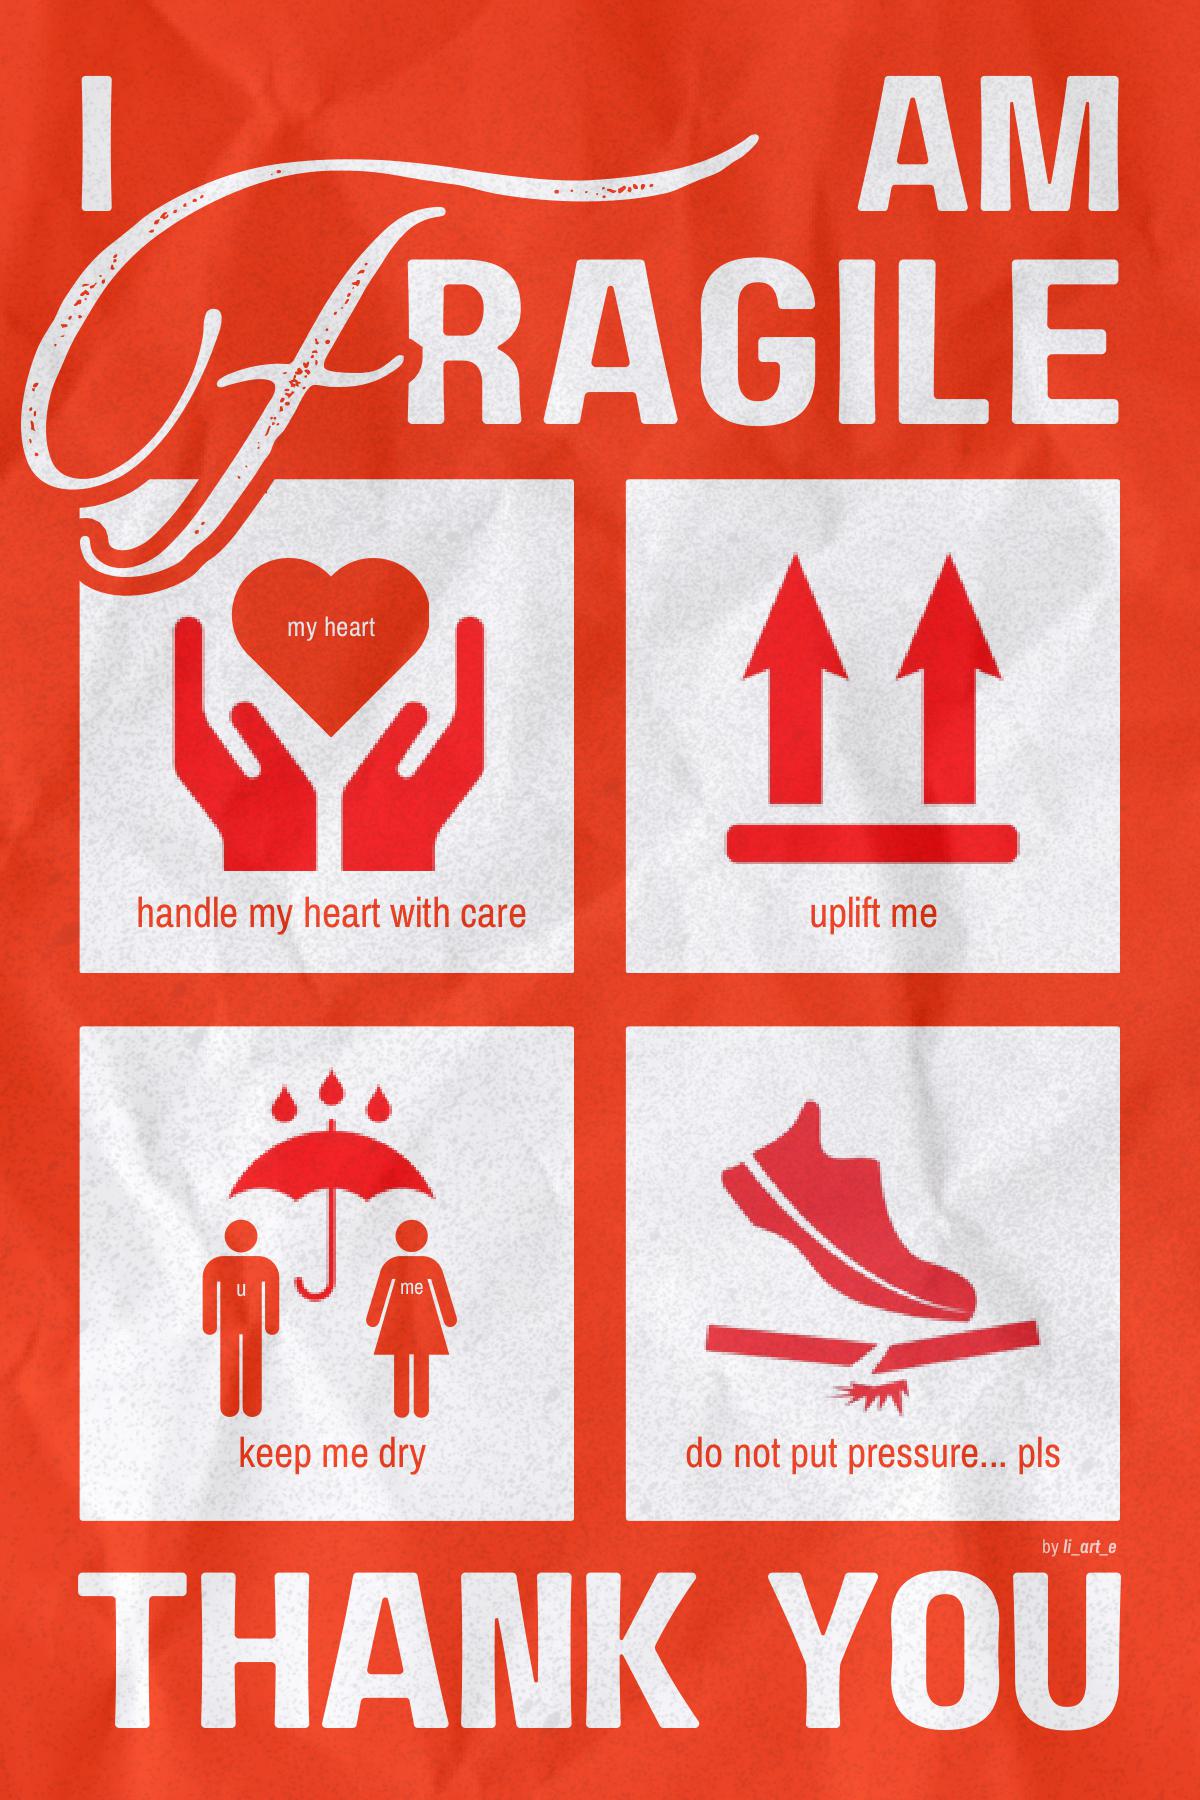 I AM
FRAGILE
my heart
handle my heart with care
uplift me
u
me
keep me dry
do not put pressure... pls
by li_art_e
THANK YOU